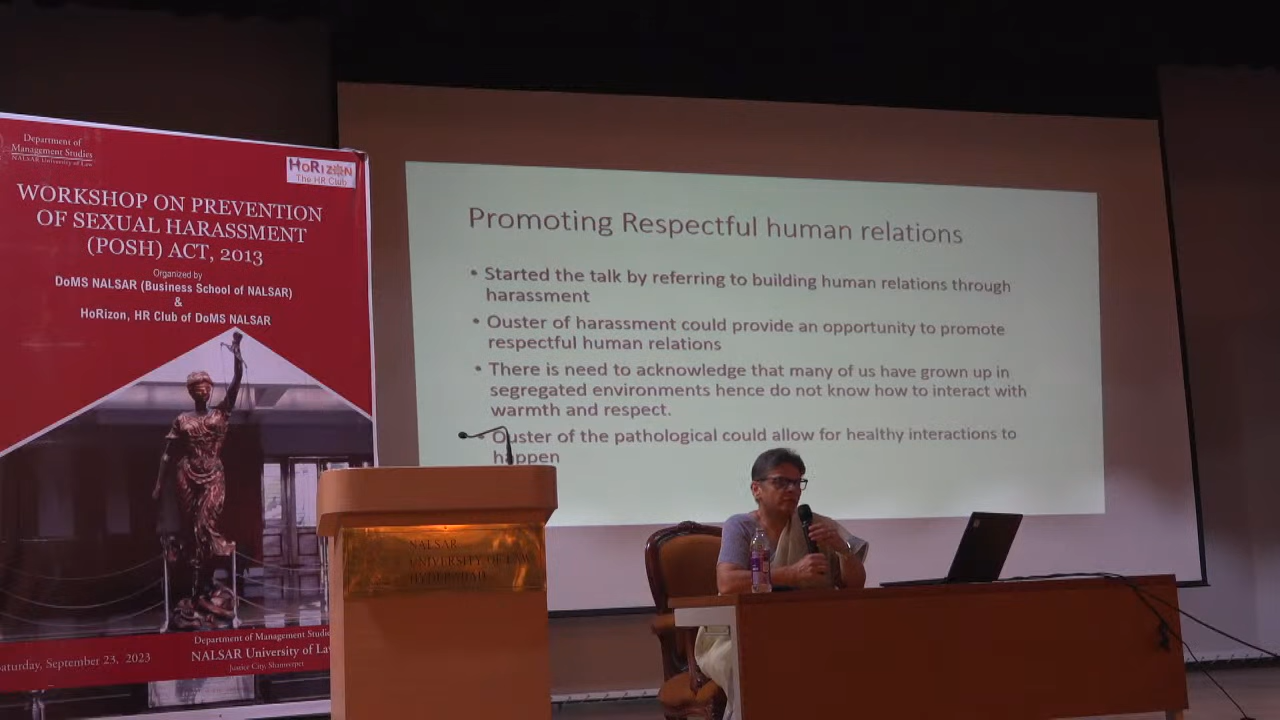 Department of
Management Studies
NALSAR University of Law
HoRizoN
The HR Club
WORKSHOP ON PREVENTION
OF SEXUAL HARASSMENT
(POSH) ACT, 2013
Organized by
DoMS NALSAR (Business School of NALSAR)
&
HoRizon, HR Club of DoMS NALSAR
Saturday, September 23, 2023
Department of Management Studie
NALSAR University of Law
Justice City, Shameerpet
Promoting Respectful human relations
• Started the talk by referring to building human relations through
harassment
• Ouster of harassment could provide an opportunity to promote
respectful human relations
• There is need to acknowledge that many of us have grown up in
segregated environments hence do not know how to interact with
warmth and respect.
• Ouster of the pathological could allow for healthy interactions to
happen
NALSAR
UNIVERSITY OF LAW
HYDERABAD